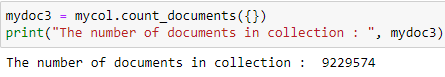 mydoc3 = mycol.count_documents({})
print("The number of documents in collection : ", mydoc3)
The number of documents in collection :  9229574